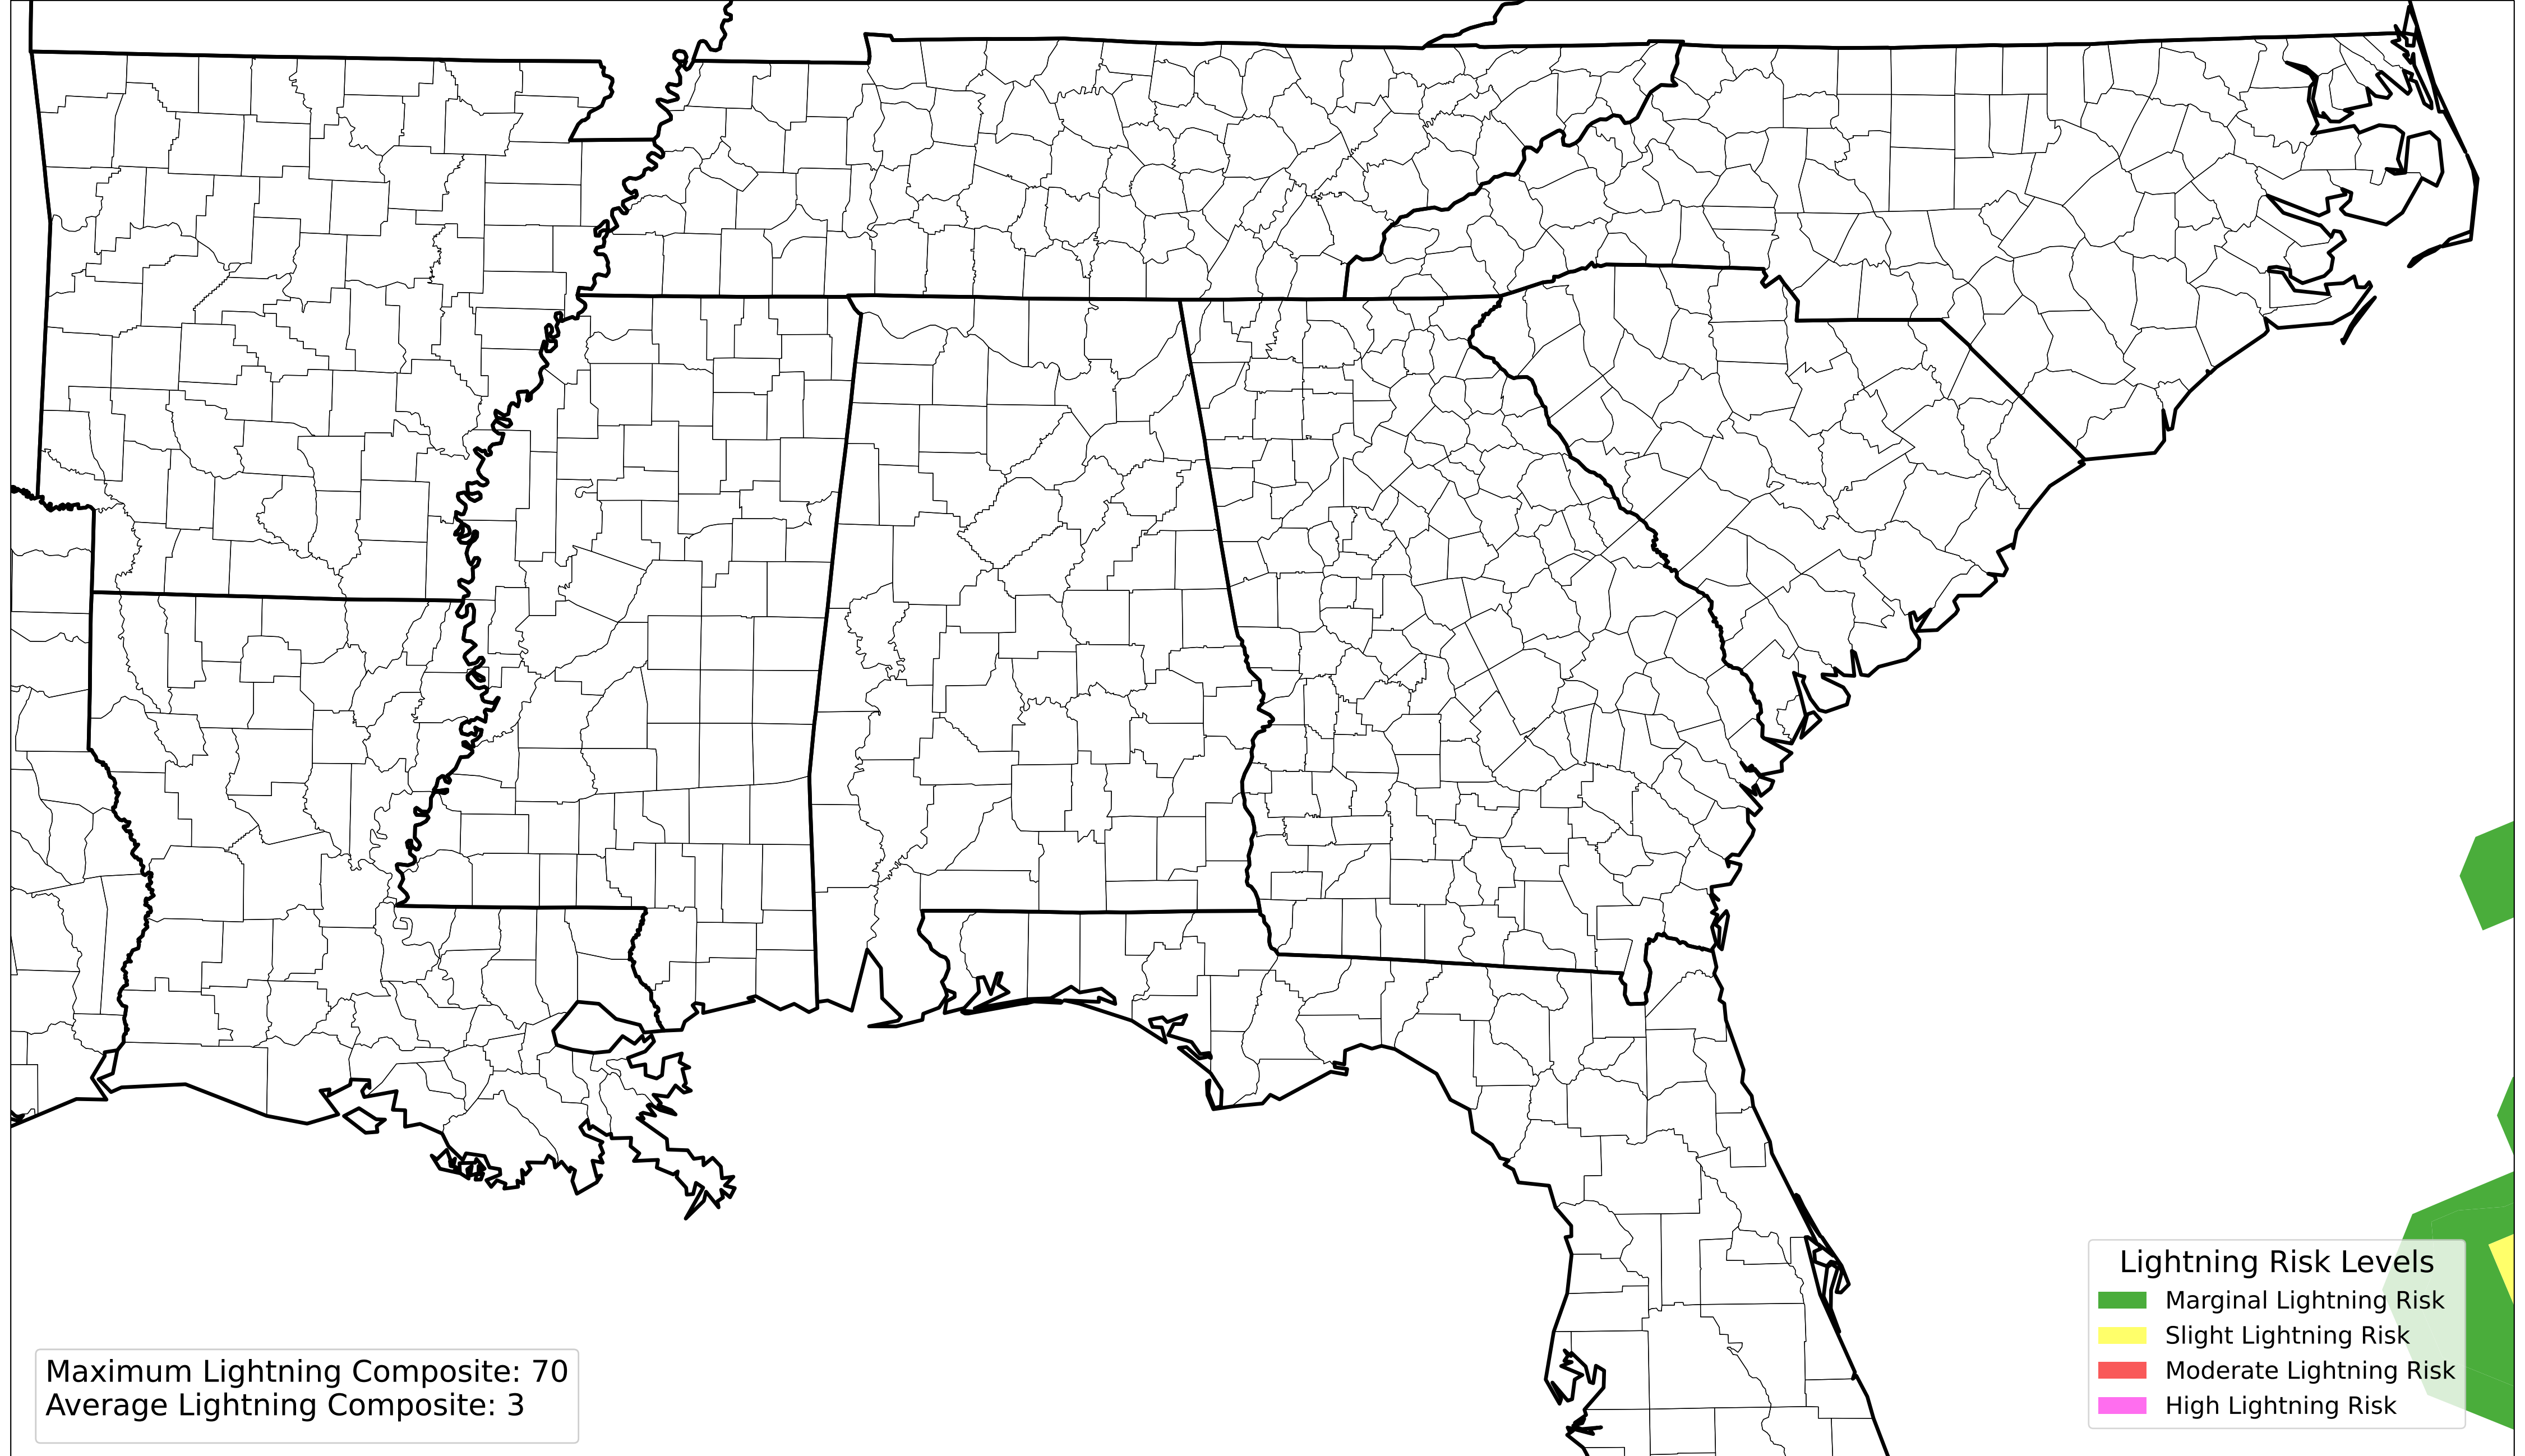 Maximum Lightning Composite: 70
Average Lightning Composite: 3
Lightning Risk Levels
Marginal Lightning Risk
Slight Lightning Risk
Moderate Lightning Risk
High Lightning Risk